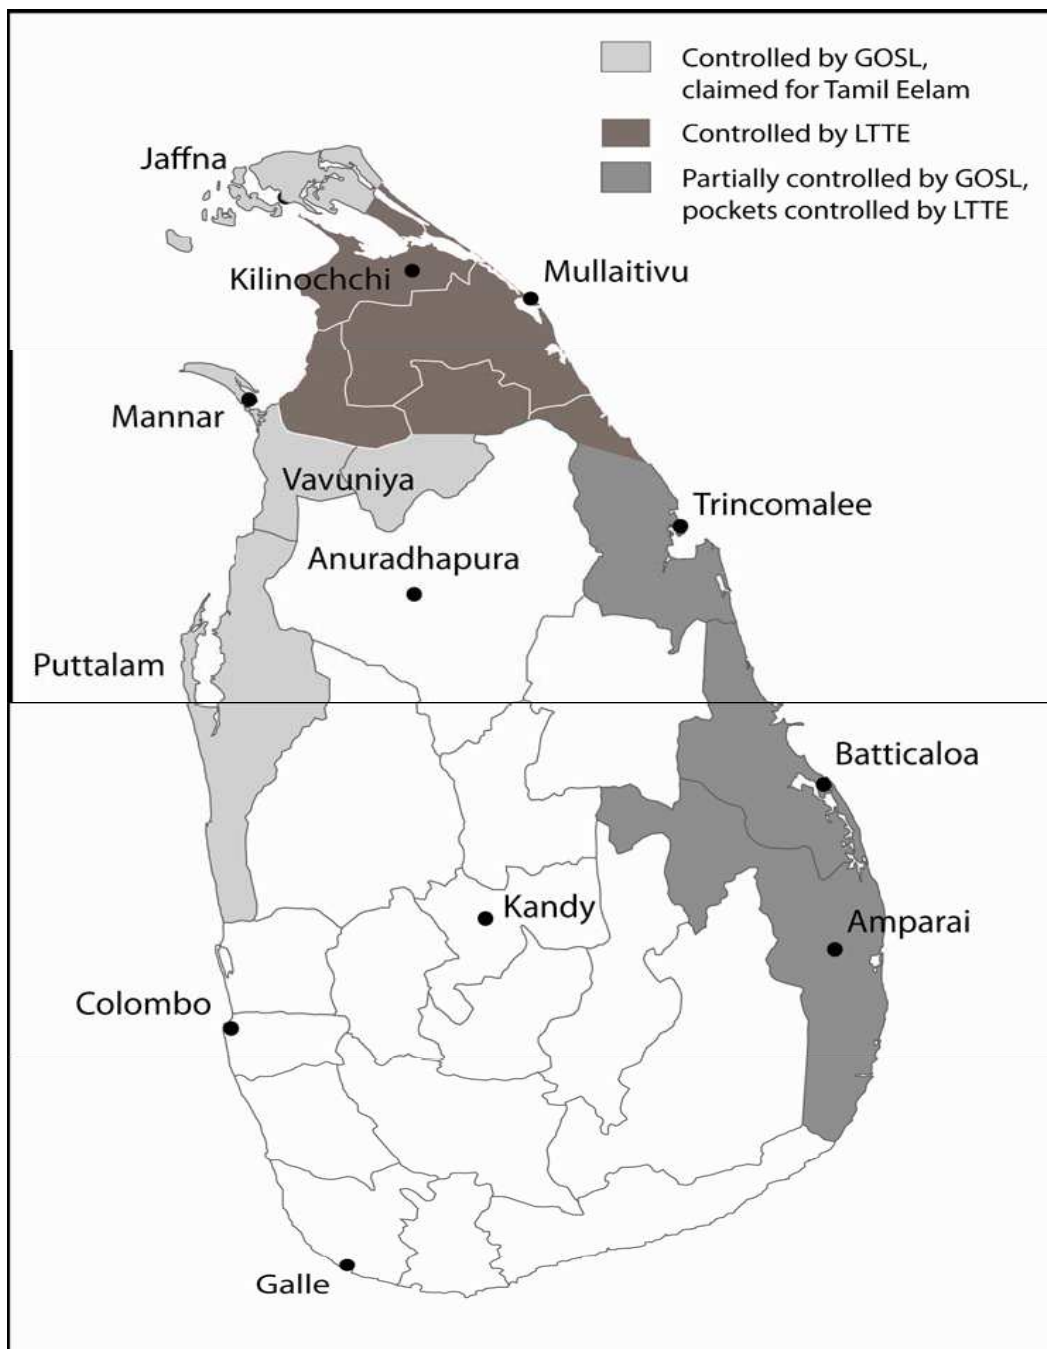 Controlled by GOSL,
claimed for Tamil Eelam
Controlled by LTTE
Partially controlled by GOSL,
pockets controlled by LTTE
Jaffna
Kilinochchi
Mullaitivu
Mannar
Vavuniya
Trincomalee
Anuradhapura
Puttalam
Batticaloa
Kandy
Amparai
Colombo
Galle